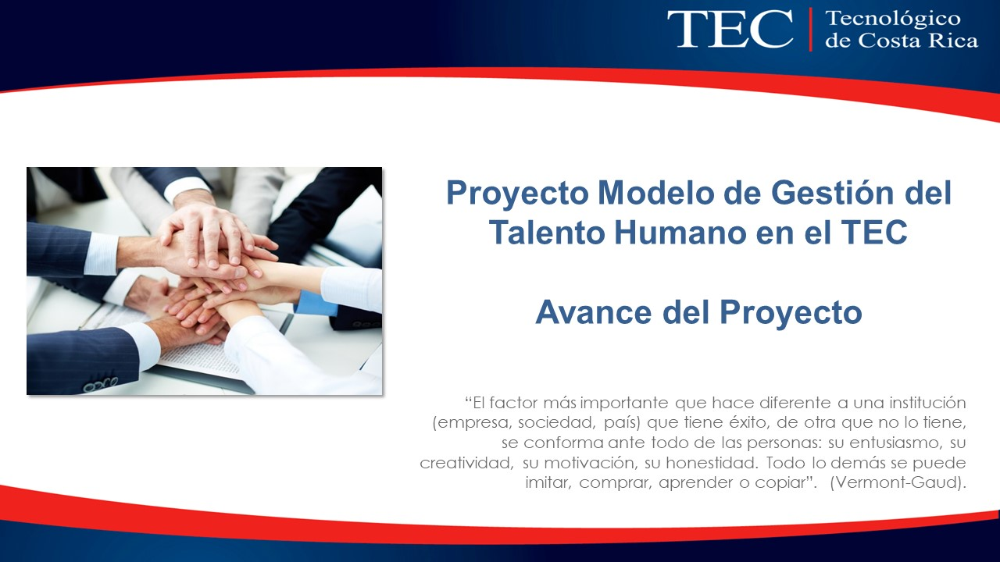 TEC
Tecnológico
de Costa Rica
Proyecto Modelo de Gestión del
Talento Humano en el TEC
Avance del Proyecto
“El factor más importante que hace diferente a una institución
(empresa, sociedad, país) que tiene éxito, de otra que no lo tiene,
se conforma ante todo de las personas: su entusiasmo, su
creatividad, su motivación, su honestidad. Todo lo demás se puede
imitar, comprar, aprender o copiar”. (Vermont-Gaud).